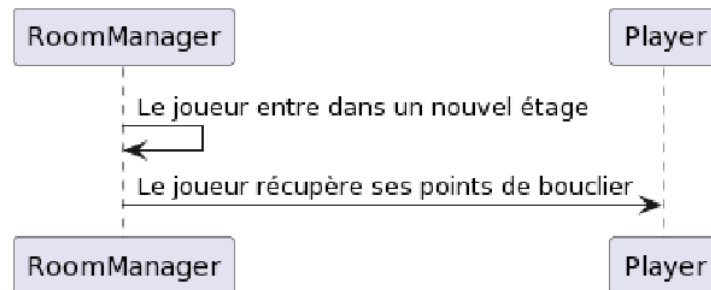 RoomManager
Player
Le joueur entre dans un nouvel étage
Le joueur récupère ses points de bouclier
RoomManager
Player